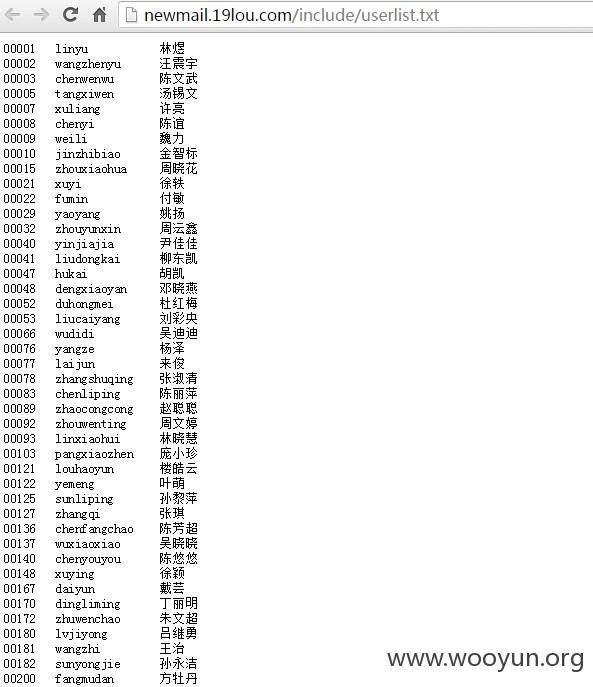 newmail.19lou.com/include/userlist.txt
00001 linyu 林煜
00002 wangzhenyu 汪震宇
00003 chenwenwu 陈文武
00005 tangxiwen 汤锡文
00007 xuliang 许亮
00008 chenyi 陈谊
00009 weili 魏力
00010 jinzhibiao 金智标
00015 zhouxiaohua 周晓花
00021 xuyi 徐轶
00022 fumin 付敏
00029 yaoyang 姚扬
00032 zhouyunxin 周沄鑫
00040 yinjiajia 尹佳佳
00041 liudongkai 柳东凯
00047 hukai 胡凯
00048 dengxiaoyan 邓晓燕
00052 duhongmei 杜红梅
00053 liucaiyang 刘彩央
00066 wudidi 吴迪迪
00076 yangze 杨泽
00077 laijun 来俊
00078 zhangshuqing 张淑清
00083 chenliping 陈丽萍
00089 zhaocongcong 赵聪聪
00092 zhouwenting 周文婷
00093 linxiaohui 林晓慧
00103 pangxiaozhen 庞小珍
00121 louhaoyun 楼皓云
00122 yemeng 叶萌
00125 sunliping 孙黎萍
00127 zhangqi 张琪
00136 chenfangchao 陈芳超
00137 wuxiaoxiao 吴晓晓
00140 chenyouyou 陈悠悠
00148 xuying 徐颖
00167 daiyun 戴芸
00170 dingliming 丁丽明
00172 zhuwenchao 朱文超
00180 lvjiyong 吕继勇
00181 wangzhi 王治
00182 sunyongjie 孙永洁
00200 fangmudan 方牡丹
www.wooyun.org